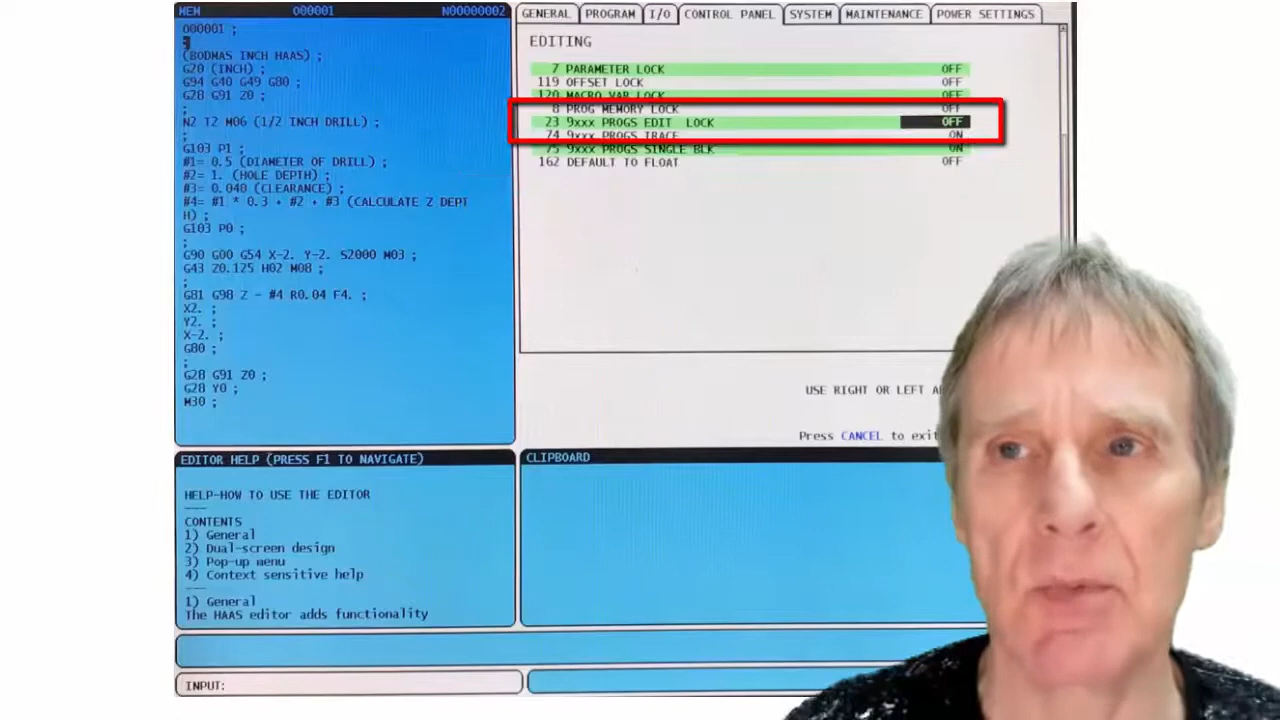 MEM O00001 N00000002
O00001 ;
(BODMAS INCH HAAS) ;
G20 (INCH) ;
G94 G40 G49 G80 ;
G28 G91 Z0 ;
;
N2 T2 M06 (1/2 INCH DRILL) ;
;
G103 P1 ;
#1= 0.5 (DIAMETER OF DRILL) ;
#2= 1. (HOLE DEPTH) ;
#3= 0.040 (CLEARANCE) ;
#4= #1 * 0.3 + #2 + #3 (CALCULATE Z DEPT
H) ;
G103 P0 ;
;
G90 G00 G54 X-2. Y-2. S2000 M03 ;
G43 Z0.125 H02 M08 ;
;
G81 G98 Z - #4 R0.04 F4. ;
X2. ;
Y2. ;
X-2. ;
G80 ;
;
G28 G91 Z0 ;
G28 Y0 ;
M30 ;
GENERAL PROGRAM I/O CONTROL PANEL SYSTEM MAINTENANCE POWER SETTINGS
EDITING
7 PARAMETER LOCK OFF
119 OFFSET LOCK OFF
120 MACRO VAR LOCK OFF
8 PROG MEMORY LOCK OFF
23 9xxx PROGS EDIT LOCK OFF
74 9xxx PROGS TRACE ON
75 9xxx PROGS SINGLE BLK ON
162 DEFAULT TO FLOAT OFF
USE RIGHT OR LEFT
Press CANCEL to exit
EDITOR HELP (PRESS F1 TO NAVIGATE)
HELP-HOW TO USE THE EDITOR
----
CONTENTS
1) General
2) Dual-screen design
3) Pop-up menu
4) Context sensitive help
----
1) General
The HAAS editor adds functionality
CLIPBOARD
INPUT: